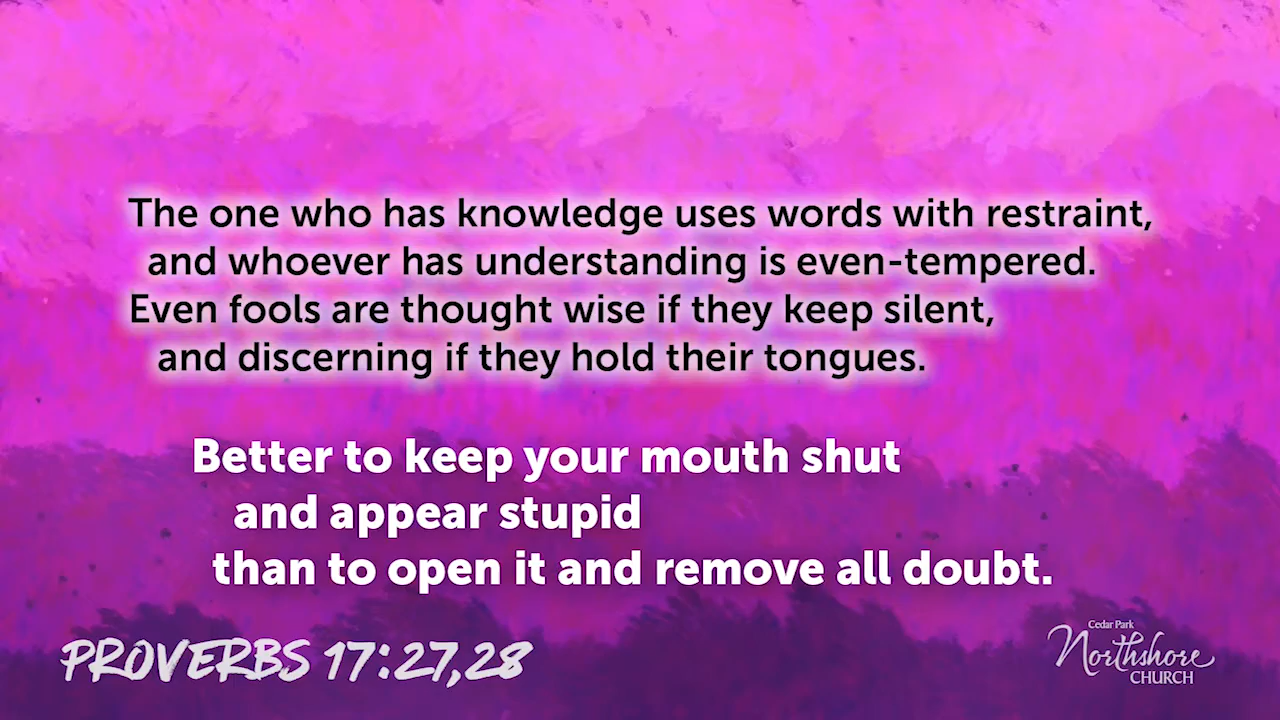 The one who has knowledge uses words with restraint,
and whoever has understanding is even-tempered.
Even fools are thought wise if they keep silent,
and discerning if they hold their tongues.
Better to keep your mouth shut
and appear stupid
than to open it and remove all doubt.
PROVERBS 17:27,28
Cedar Park
Northshore
CHURCH